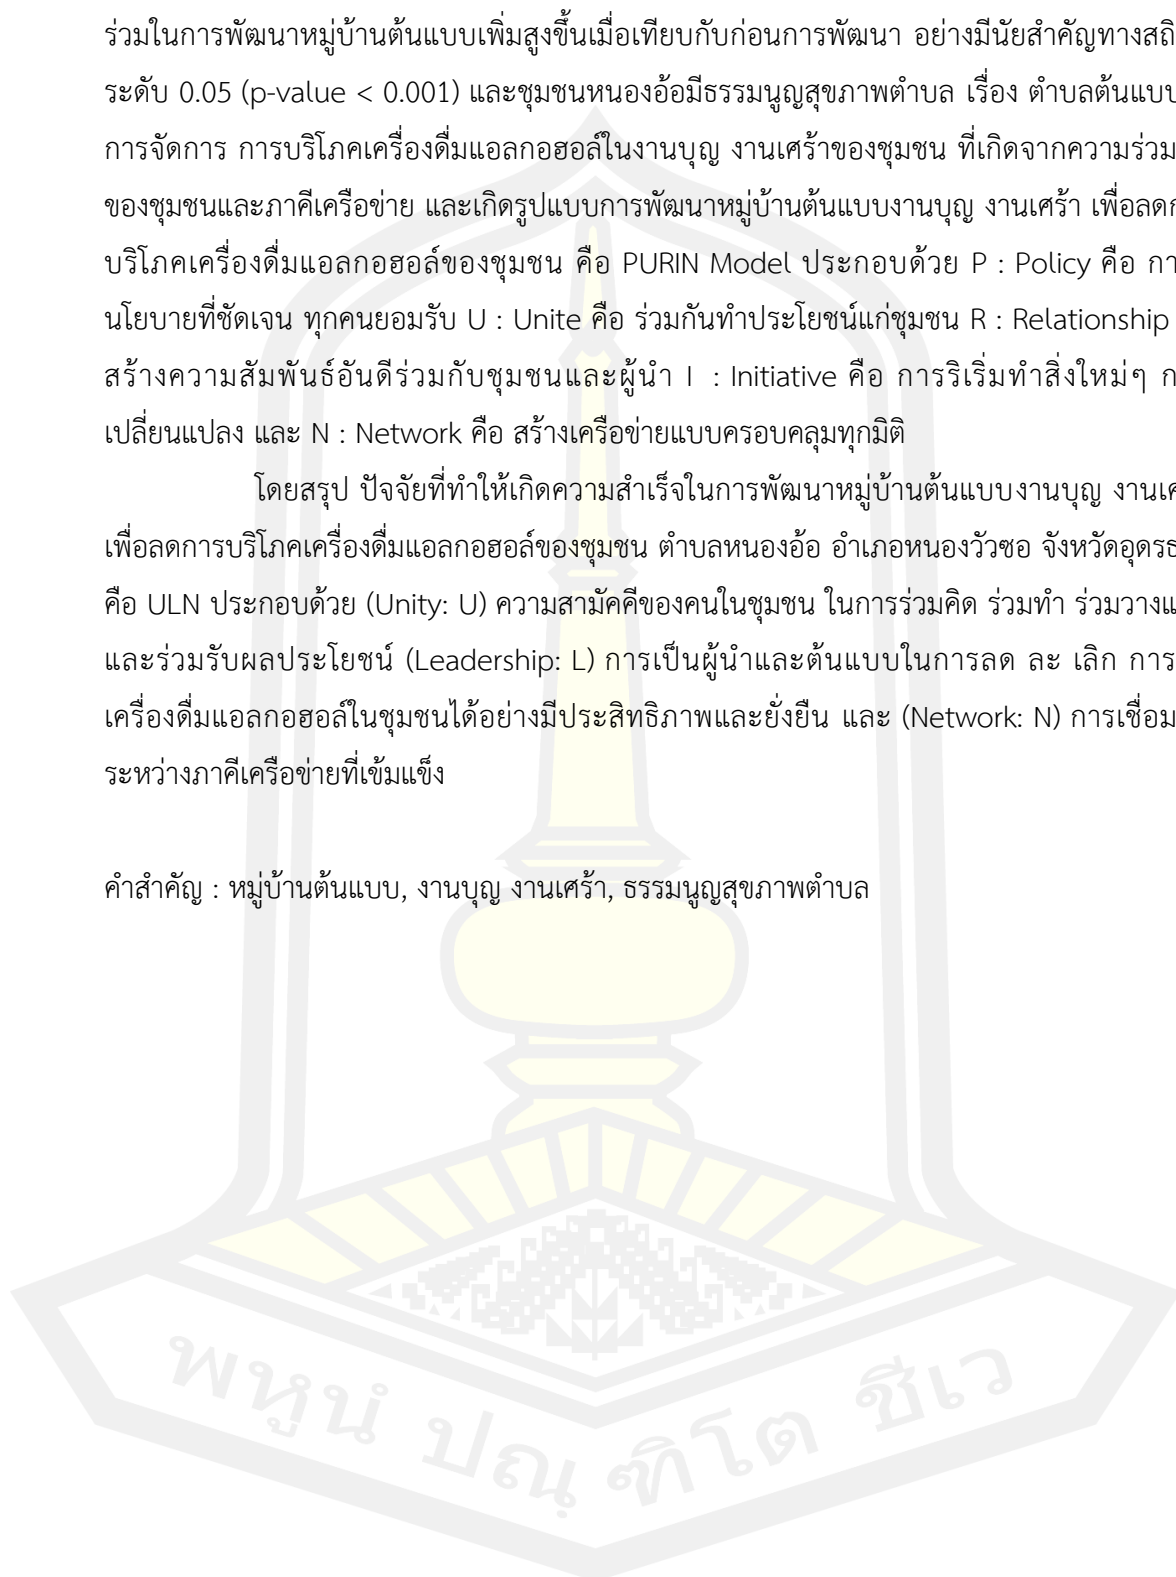 ร่วมในการพัฒนาหมู่บ้านต้นแบบเพิ่มสูงขึ้นเมื่อเทียบกับก่อนการพัฒนา อย่างมีนัยสำคัญทางสถิ
ระดับ 0.05 (p-value < 0.001) และชุมชนหนองอ้อมีธรรมนูญสุขภาพตำบล เรื่อง ตำบลต้นแบบ
การจัดการ การบริโภคเครื่องดื่มแอลกอฮอล์ในงานบุญ งานเศร้าของชุมชน ที่เกิดจากความร่วม
ของชุมชนและภาคีเครือข่าย และเกิดรูปแบบการพัฒนาหมู่บ้านต้นแบบงานบุญ งานเศร้า เพื่อลดก
บริโภคเครื่องดื่มแอลกอฮอล์ของชุมชน คือ PURIN Model ประกอบด้วย P : Policy คือ กา
นโยบายที่ชัดเจน ทุกคนยอมรับ U : Unite คือ ร่วมกันทำประโยชน์แก่ชุมชน R : Relationship
สร้างความสัมพันธ์อันดีร่วมกับชุมชนและผู้นำ I : Initiative คือ การริเริ่มทำสิ่งใหม่ๆ ก
เปลี่ยนแปลง และ N : Network คือ สร้างเครือข่ายแบบครอบคลุมทุกมิติ
โดยสรุป ปัจจัยที่ทำให้เกิดความสำเร็จในการพัฒนาหมู่บ้านต้นแบบงานบุญ งานเศ
เพื่อลดการบริโภคเครื่องดื่มแอลกอฮอล์ของชุมชน ตำบลหนองอ้อ อำเภอหนองวัวซอ จังหวัดอุดรธ
คือ ULN ประกอบด้วย (Unity: U) ความสามัคคีของคนในชุมชน ในการร่วมคิด ร่วมทำ ร่วมวางแ
และร่วมรับผลประโยชน์ (Leadership: L) การเป็นผู้นำและต้นแบบในการลด ละ เลิก การ
เครื่องดื่มแอลกอฮอล์ในชุมชนได้อย่างมีประสิทธิภาพและยั่งยืน และ (Network: N) การเชื่อม
ระหว่างภาคีเครือข่ายที่เข้มแข็ง
คำสำคัญ : หมู่บ้านต้นแบบ, งานบุญ งานเศร้า, ธรรมนูญสุขภาพตำบล
พหูนํ ปณฺฑิโต ชีเว